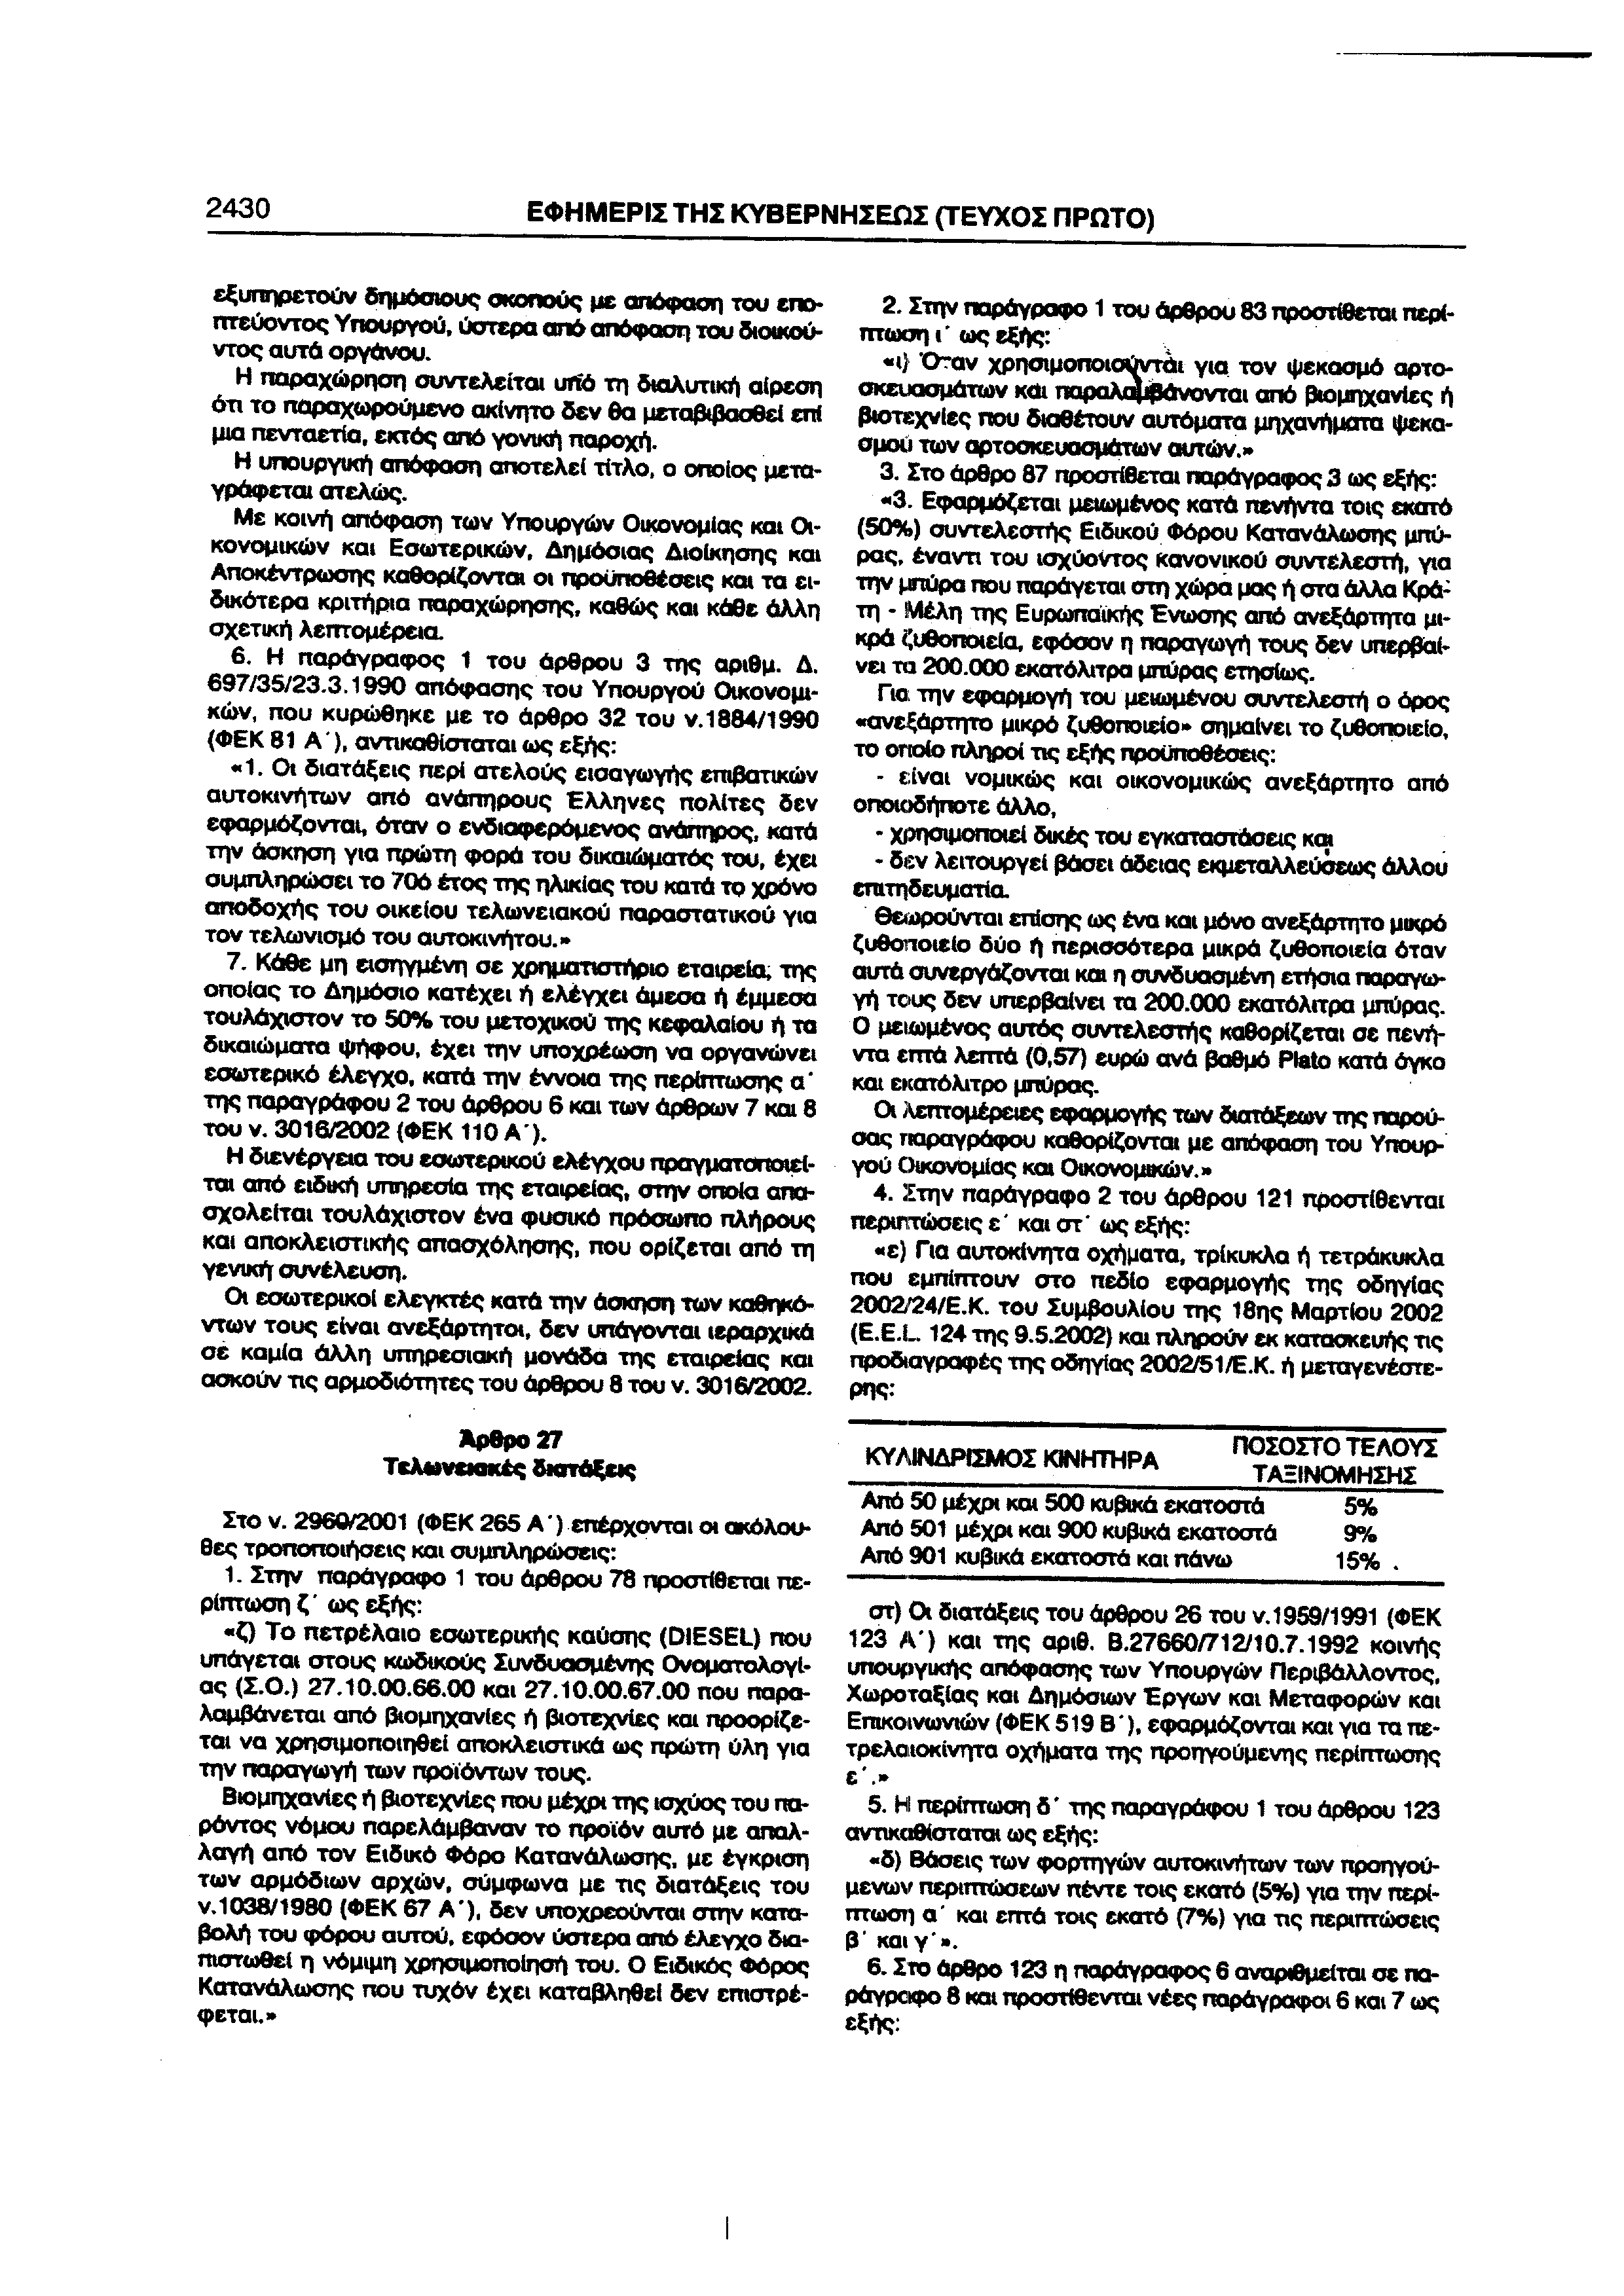 2430
ΕΦΗΜΕΡΙΣ ΤΗΣ ΚΥΒΕΡΝΗΣΕΩΣ (ΤΕΥΧΟΣ ΠΡΩΤΟ)
εξυπηρετούν δημόσιους σκοπούς με απόφαση του επο-
πτεύοντος Υπουργού, ύστερα από απόφαση του διοικού-
ντος αυτά οργάνου.
Η παραχώρηση συντελείται υπό τη διαλυτική αίρεση
ότι το παραχωρούμενο ακίνητο δεν θα μεταβιβασθεί επί
μια πενταετία, εκτός από γονική παροχή.
Η υπουργική απόφαση αποτελεί τίτλο, ο οποίος μετα-
γράφεται ατελώς.
Με κοινή απόφαση των Υπουργών Οικονομίας και Οι-
κονομικών και Εσωτερικών, Δημόσιας Διοίκησης και
Αποκέντρωσης καθορίζονται οι προϋποθέσεις και τα ει-
δικότερα κριτήρια παραχώρησης, καθώς και κάθε άλλη
σχετική λεπτομέρεια.
6. Η παράγραφος 1 του άρθρου 3 της αριθμ. Δ.
697/35/23.3.1990 απόφασης του Υπουργού Οικονομι-
κών, που κυρώθηκε με το άρθρο 32 του ν.1884/1990
(ΦΕΚ 81 Α΄), αντικαθίσταται ως εξής:
«1. Οι διατάξεις περί ατελούς εισαγωγής επιβατικών
αυτοκινήτων από ανάπηρους Έλληνες πολίτες δεν
εφαρμόζονται, όταν ο ενδιαφερόμενος ανάπηρος, κατά
την άσκηση για πρώτη φορά του δικαιώματός του, έχει
συμπληρώσει το 70ό έτος της ηλικίας του κατά το χρόνο
αποδοχής του οικείου τελωνειακού παραστατικού για
τον τελωνισμό του αυτοκινήτου.»
7. Κάθε μη εισηγμένη σε χρηματιστήριο εταιρεία, της
οποίας το Δημόσιο κατέχει ή ελέγχει άμεσα ή έμμεσα
τουλάχιστον το 50% του μετοχικού της κεφαλαίου ή τα
δικαιώματα ψήφου, έχει την υποχρέωση να οργανώνει
εσωτερικό έλεγχο, κατά την έννοια της περίπτωσης α΄
της παραγράφου 2 του άρθρου 6 και των άρθρων 7 και 8
του ν. 3016/2002 (ΦΕΚ 110 Α΄).
Η διενέργεια του εσωτερικού ελέγχου πραγματοποιεί-
ται από ειδική υπηρεσία της εταιρείας, στην οποία απα-
σχολείται τουλάχιστον ένα φυσικό πρόσωπο πλήρους
και αποκλειστικής απασχόλησης, που ορίζεται από τη
γενική συνέλευση.
Οι εσωτερικοί ελεγκτές κατά την άσκηση των καθηκό-
ντων τους είναι ανεξάρτητοι, δεν υπάγονται ιεραρχικά
σε καμία άλλη υπηρεσιακή μονάδα της εταιρείας και
ασκούν τις αρμοδιότητες του άρθρου 8 του ν. 3016/2002.
Άρθρο 27
Τελωνειακές διατάξεις
Στο ν. 2960/2001 (ΦΕΚ 265 Α΄) επέρχονται οι ακόλου-
θες τροποποιήσεις και συμπληρώσεις:
1. Στην παράγραφο 1 του άρθρου 78 προστίθεται πε-
ρίπτωση ζ΄ ως εξής:
«ζ) Το πετρέλαιο εσωτερικής καύσης (DIESEL) που
υπάγεται στους κωδικούς Συνδυασμένης Ονοματολογί-
ας (Σ.Ο.) 27.10.00.66.00 και 27.10.00.67.00 που παρα-
λαμβάνεται από βιομηχανίες ή βιοτεχνίες και προορίζε-
ται να χρησιμοποιηθεί αποκλειστικά ως πρώτη ύλη για
την παραγωγή των προϊόντων τους.
Βιομηχανίες ή βιοτεχνίες που μέχρι της ισχύος του πα-
ρόντος νόμου παρελάμβαναν το προϊόν αυτό με απαλ-
λαγή από τον Ειδικό Φόρο Κατανάλωσης, με έγκριση
των αρμόδιων αρχών, σύμφωνα με τις διατάξεις του
ν.1038/1980 (ΦΕΚ 67 Α΄), δεν υποχρεούνται στην κατα-
βολή του φόρου αυτού, εφόσον ύστερα από έλεγχο δια-
πιστωθεί η νόμιμη χρησιμοποίησή του. Ο Ειδικός Φόρος
Κατανάλωσης που τυχόν έχει καταβληθεί δεν επιστρέ-
φεται.»
2. Στην παράγραφο 1 του άρθρου 83 προστίθεται περί-
πτωση ι΄ ως εξής:
«ι) Όταν χρησιμοποιούνται για τον ψεκασμό αρτο-
σκευασμάτων και παραλαμβάνονται από βιομηχανίες ή
βιοτεχνίες που διαθέτουν αυτόματα μηχανήματα ψεκα-
σμού των αρτοσκευασμάτων αυτών.»
3. Στο άρθρο 87 προστίθεται παράγραφος 3 ως εξής:
«3. Εφαρμόζεται μειωμένος κατά πενήντα τοις εκατό
(50%) συντελεστής Ειδικού Φόρου Κατανάλωσης μπύ-
ρας, έναντι του ισχύοντος κανονικού συντελεστή, για
την μπύρα που παράγεται στη χώρα μας ή στα άλλα Κρά-
τη - Μέλη της Ευρωπαϊκής Ένωσης από ανεξάρτητα μι-
κρά ζυθοποιεία, εφόσον η παραγωγή τους δεν υπερβαί-
νει τα 200.000 εκατόλιτρα μπύρας ετησίως.
Για την εφαρμογή του μειωμένου συντελεστή ο όρος
«ανεξάρτητο μικρό ζυθοποιείο» σημαίνει το ζυθοποιείο,
το οποίο πληροί τις εξής προϋποθέσεις:
- είναι νομικώς και οικονομικώς ανεξάρτητο από
οποιοδήποτε άλλο,
- χρησιμοποιεί δικές του εγκαταστάσεις και
- δεν λειτουργεί βάσει άδειας εκμεταλλεύσεως άλλου
επιτηδευματία.
Θεωρούνται επίσης ως ένα και μόνο ανεξάρτητο μικρό
ζυθοποιείο δύο ή περισσότερα μικρά ζυθοποιεία όταν
αυτά συνεργάζονται και η συνδυασμένη ετήσια παραγω-
γή τους δεν υπερβαίνει τα 200.000 εκατόλιτρα μπύρας.
Ο μειωμένος αυτός συντελεστής καθορίζεται σε πενή-
ντα επτά λεπτά (0,57) ευρώ ανά βαθμό Plato κατά όγκο
και εκατόλιτρο μπύρας.
Οι λεπτομέρειες εφαρμογής των διατάξεων της παρού-
σας παραγράφου καθορίζονται με απόφαση του Υπουρ-
γού Οικονομίας και Οικονομικών.»
4. Στην παράγραφο 2 του άρθρου 121 προστίθενται
περιπτώσεις ε΄ και στ΄ ως εξής:
«ε) Για αυτοκίνητα οχήματα, τρίκυκλα ή τετράκυκλα
που εμπίπτουν στο πεδίο εφαρμογής της οδηγίας
2002/24/Ε.Κ. του Συμβουλίου της 18ης Μαρτίου 2002
(Ε.Ε.L. 124 της 9.5.2002) και πληρούν εκ κατασκευής τις
προδιαγραφές της οδηγίας 2002/51/Ε.Κ. ή μεταγενέστε-
ρης:
ΚΥΛΙΝΔΡΙΣΜΟΣ ΚΙΝΗΤΗΡΑ ΠΟΣΟΣΤΟ ΤΕΛΟΥΣ
ΤΑΞΙΝΟΜΗΣΗΣ
Από 50 μέχρι και 500 κυβικά εκατοστά 5%
Από 501 μέχρι και 900 κυβικά εκατοστά 9%
Από 901 κυβικά εκατοστά και πάνω 15% .
στ) Οι διατάξεις του άρθρου 26 του ν.1959/1991 (ΦΕΚ
123 Α΄) και της αριθ. Β.27660/712/10.7.1992 κοινής
υπουργικής απόφασης των Υπουργών Περιβάλλοντος,
Χωροταξίας και Δημόσιων Έργων και Μεταφορών και
Επικοινωνιών (ΦΕΚ 519 Β΄), εφαρμόζονται και για τα πε-
τρελαιοκίνητα οχήματα της προηγούμενης περίπτωσης
ε΄.»
5. Η περίπτωση δ΄ της παραγράφου 1 του άρθρου 123
αντικαθίσταται ως εξής:
«δ) Βάσεις των φορτηγών αυτοκινήτων των προηγού-
μενων περιπτώσεων πέντε τοις εκατό (5%) για την περί-
πτωση α΄ και επτά τοις εκατό (7%) για τις περιπτώσεις
β΄ και γ΄».
6. Στο άρθρο 123 η παράγραφος 6 αναριθμείται σε πα-
ράγραφο 8 και προστίθενται νέες παράγραφοι 6 και 7 ως
εξής: